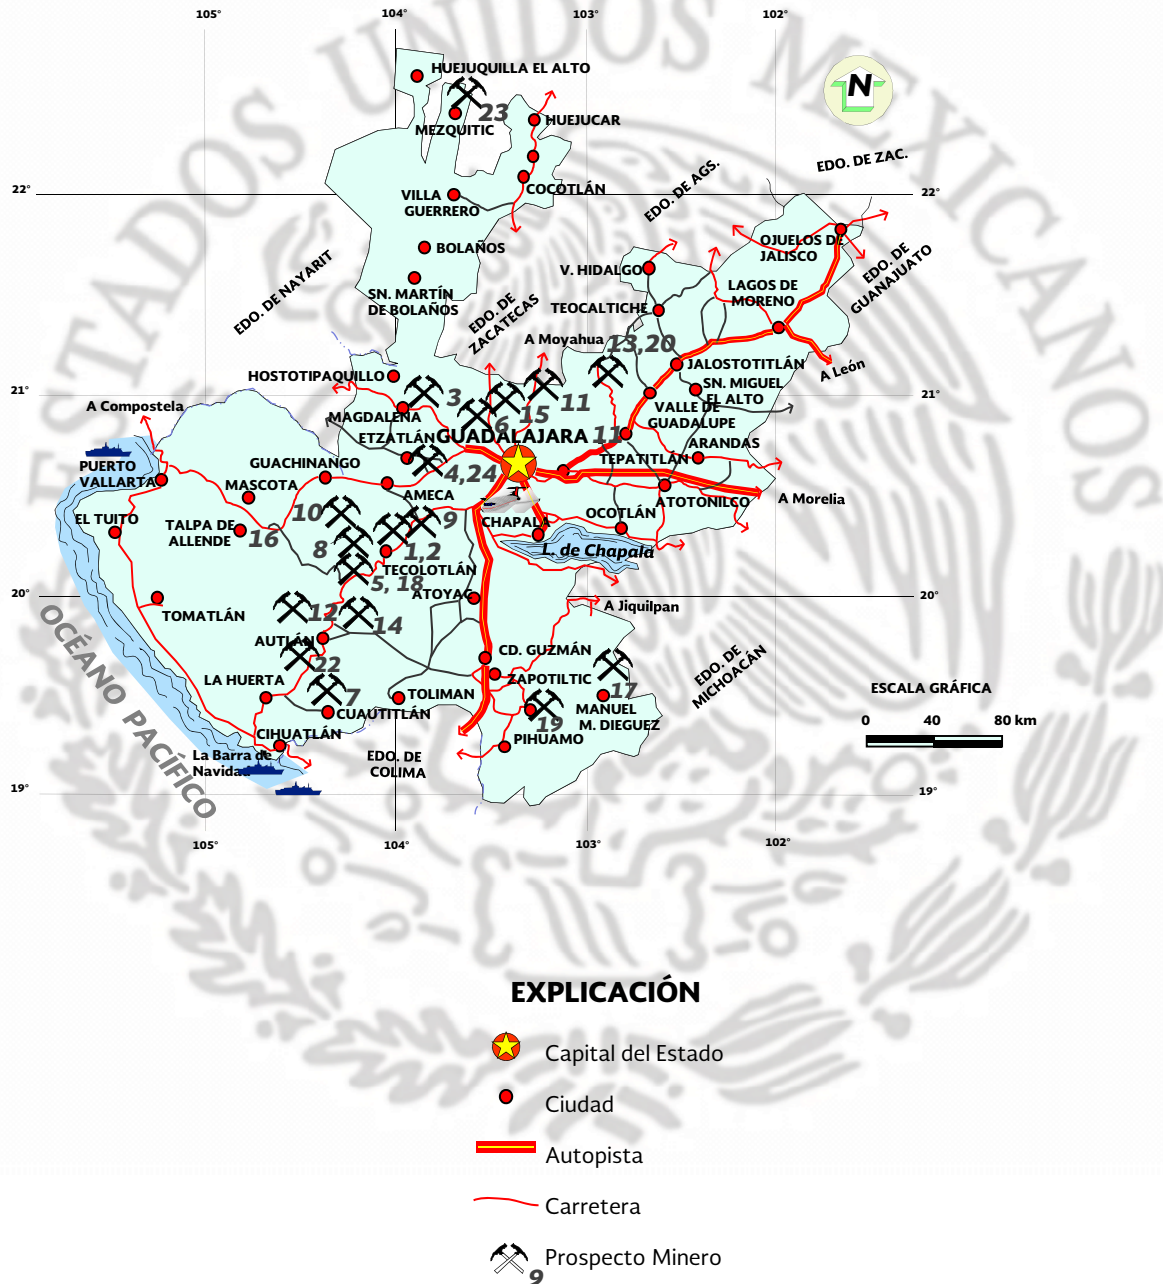 ESTADOS UNIDOS MEXICANOS
105°
104°
103°
102°
HUEJUQUILLA EL ALTO
N
23
MEZQUITIC
HUEJUCAR
EDO. DE ZAC.
EDO. DE AGS.
22°
COCOTLÁN
22°
VILLA
GUERRERO
OJUELOS DE
JALISCO
BOLAÑOS
EDO. DE
GUANAJUATO
EDO. DE NAYARIT
V. HIDALGO
SN. MARTÍN
DE BOLAÑOS
LAGOS DE
MORENO
EDO. DE
ZACATECAS
TEOCALTICHE
A Moyahua
13,20
HOSTOTIPAQUILLO
JALOSTOTITLÁN
A León
21°
3
SN. MIGUEL
EL ALTO
21°
A Compostela
MAGDALENA
6
15
11
VALLE DE
GUADALUPE
ETZATLÁN
GUADALAJARA
11
ARANDAS
PUERTO
VALLARTA
GUACHINANGO
4,24
TEPATITLÁN
MASCOTA
AMECA
ATOTONILCO
A Morelia
EL TUITO
TALPA DE
ALLENDE
16
10
9
CHAPALA
OCOTLÁN
8
1,2
L. de Chapala
TECOLOTLÁN
5, 18
20°
ATOYAC
20°
TOMATLÁN
12
14
A Jiquilpan
OCÉANO PACÍFICO
AUTLÁN
CD. GUZMÁN
EDO. DE
MICHOACÁN
22
LA HUERTA
ZAPOTILTIC
17
ESCALA GRÁFICA
7
TOLIMAN
MANUEL
M. DIEGUEZ
CUAUTITLÁN
19
0 40 80 km
CIHUATLÁN
PIHUAMO
La Barra de
Navidad
EDO. DE
COLIMA
19°
19°
105°
104°
103°
102°
EXPLICACIÓN
Capital del Estado
Ciudad
Autopista
Carretera
Prospecto Minero
9